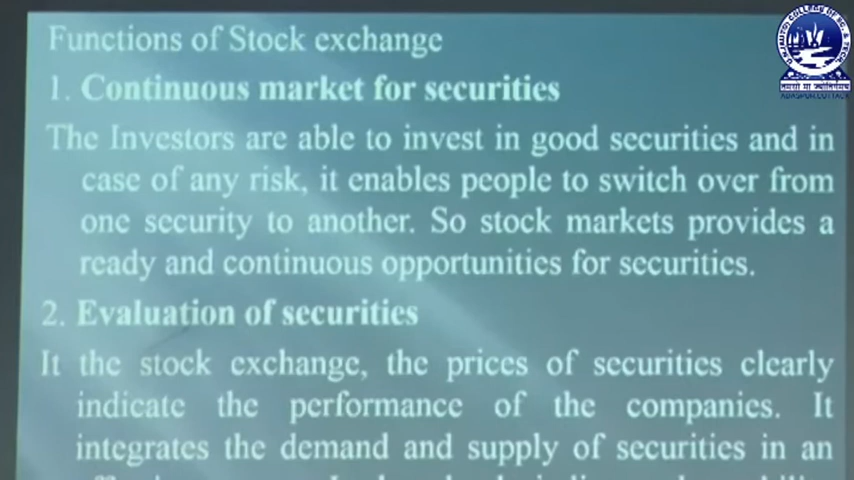 Functions of Stock exchange
1. Continuous market for securities
The Investors are able to invest in good securities and in
case of any risk, it enables people to switch over from
one security to another. So stock markets provides a
ready and continuous opportunities for securities.
2. Evaluation of securities
It the stock exchange, the prices of securities clearly
indicate the performance of the companies. It
integrates the demand and supply of securities in an